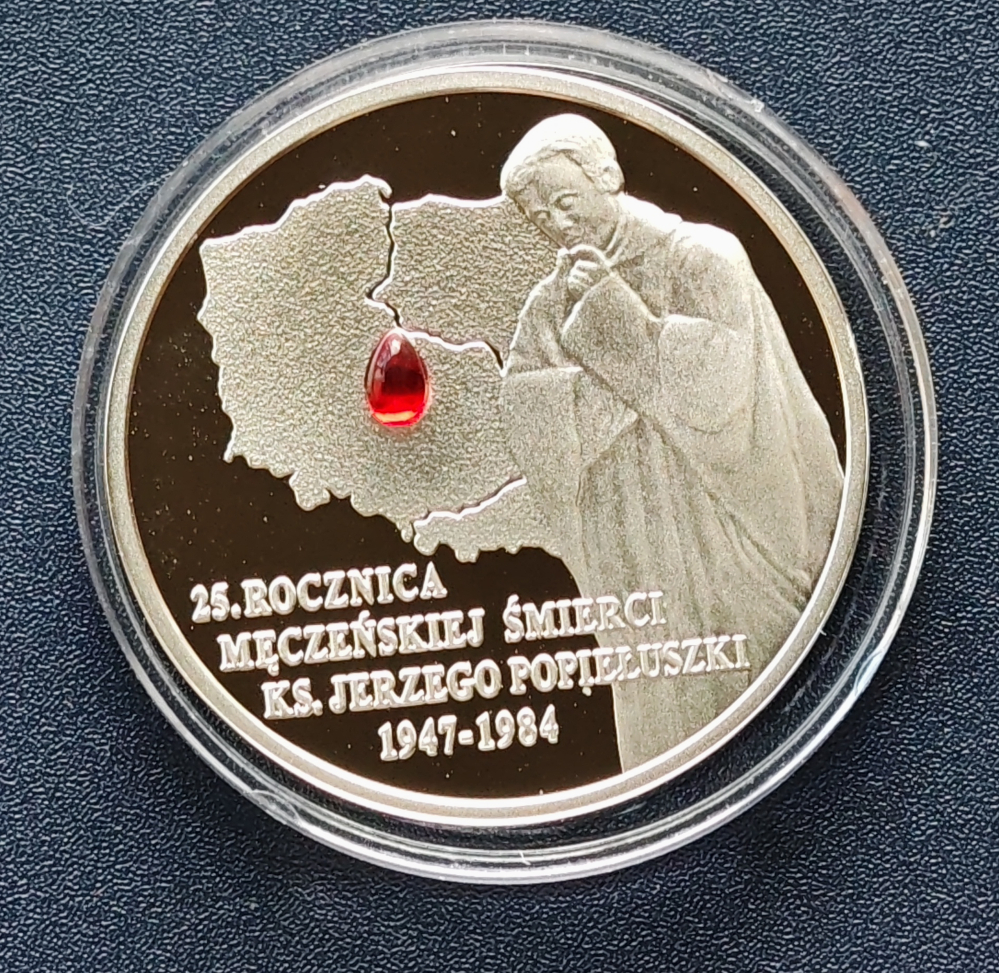 25. ROCZNICA
MĘCZEŃSKIEJ ŚMIERCI
KS. JERZEGO POPIEŁUSZKI
1947-1984